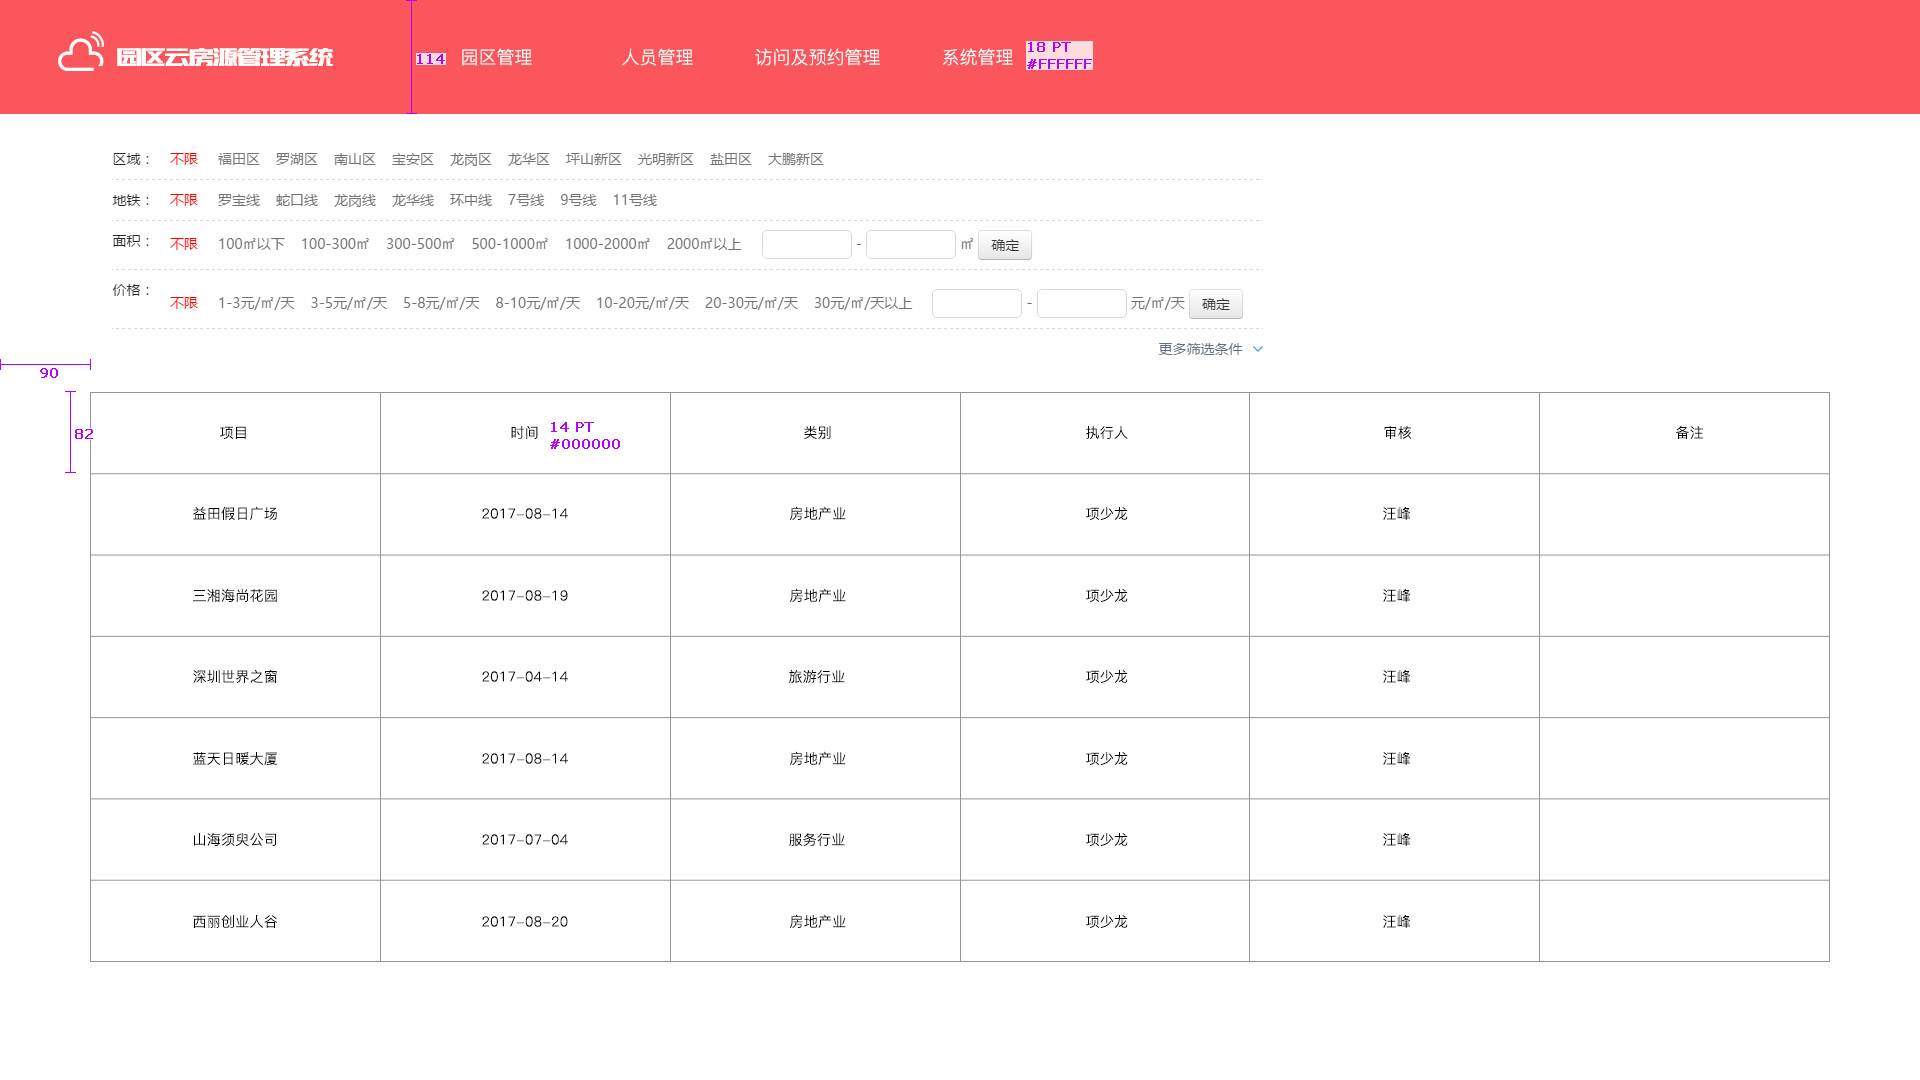 园区云房源管理系统 114 园区管理 人员管理 访问及预约管理 系统管理 18 PT
#FFFFFF
区域： 不限 福田区 罗湖区 南山区 宝安区 龙岗区 龙华区 坪山新区 光明新区 盐田区 大鹏新区
地铁： 不限 罗宝线 蛇口线 龙岗线 龙华线 环中线 7号线 9号线 11号线
面积： 不限 100㎡以下 100-300㎡ 300-500㎡ 500-1000㎡ 1000-2000㎡ 2000㎡以上 - ㎡ 确定
价格： 不限 1-3元/㎡/天 3-5元/㎡/天 5-8元/㎡/天 8-10元/㎡/天 10-20元/㎡/天 20-30元/㎡/天 30元/㎡/天以上 - 元/㎡/天 确定
更多筛选条件
90
82 项目 时间 14 PT 类别 执行人 审核 备注
#000000
益田假日广场 2017-08-14 房地产业 项少龙 汪峰
三湘海尚花园 2017-08-19 房地产业 项少龙 汪峰
深圳世界之窗 2017-04-14 旅游行业 项少龙 汪峰
蓝天日暖大厦 2017-08-14 房地产业 项少龙 汪峰
山海须臾公司 2017-07-04 服务行业 项少龙 汪峰
西丽创业人谷 2017-08-20 房地产业 项少龙 汪峰